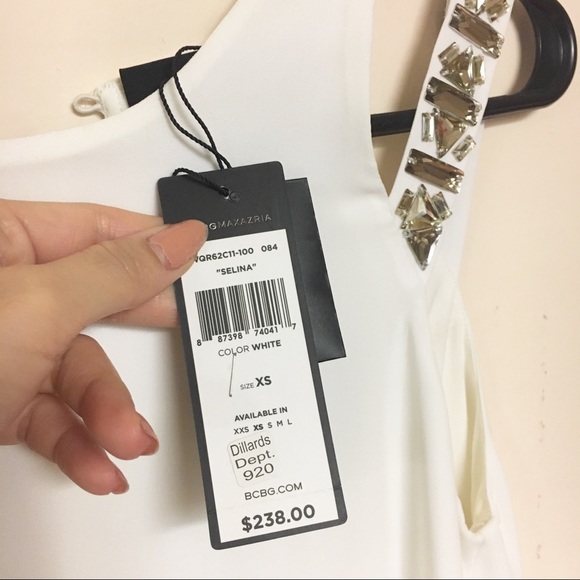 GMAXAZRIA
QR62C11-100 084
"SELINA"
8 87398 74041 7
COLOR WHITE
SIZE XS
AVAILABLE IN
XXS XS S M L
Dillards
Dept.
920
BCBG.COM
$238.00